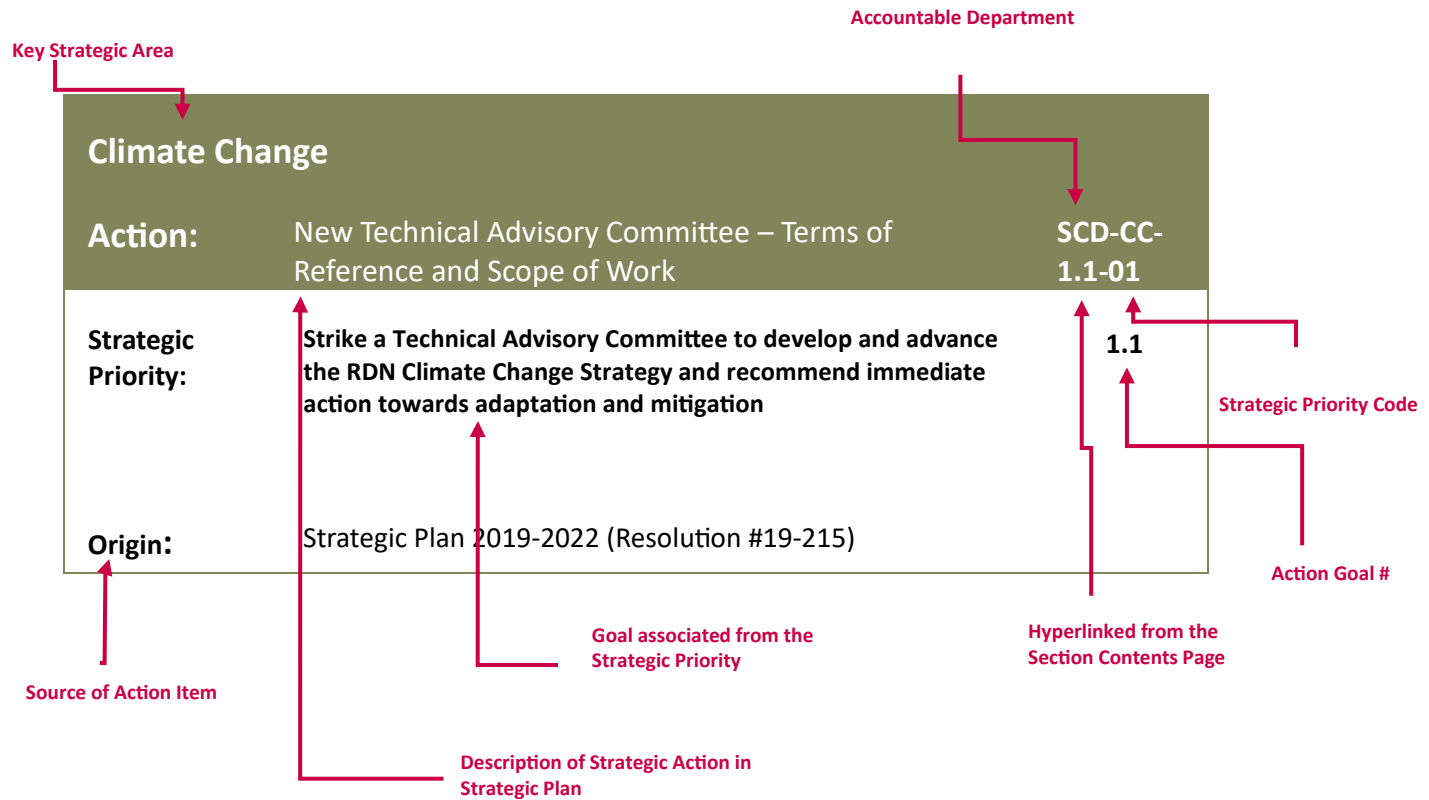 Accountable Department
Key Strategic Area
Climate Change
Action:
New Technical Advisory Committee – Terms of
Reference and Scope of Work
SCD-CC-
1.1-01
Strategic
Priority:
Strike a Technical Advisory Committee to develop and advance
the RDN Climate Change Strategy and recommend immediate
action towards adaptation and mitigation
1.1
Strategic Priority Code
Origin:
Strategic Plan 2019-2022 (Resolution #19-215)
Action Goal #
Goal associated from the
Strategic Priority
Hyperlinked from the
Section Contents Page
Source of Action Item
Description of Strategic Action in
Strategic Plan